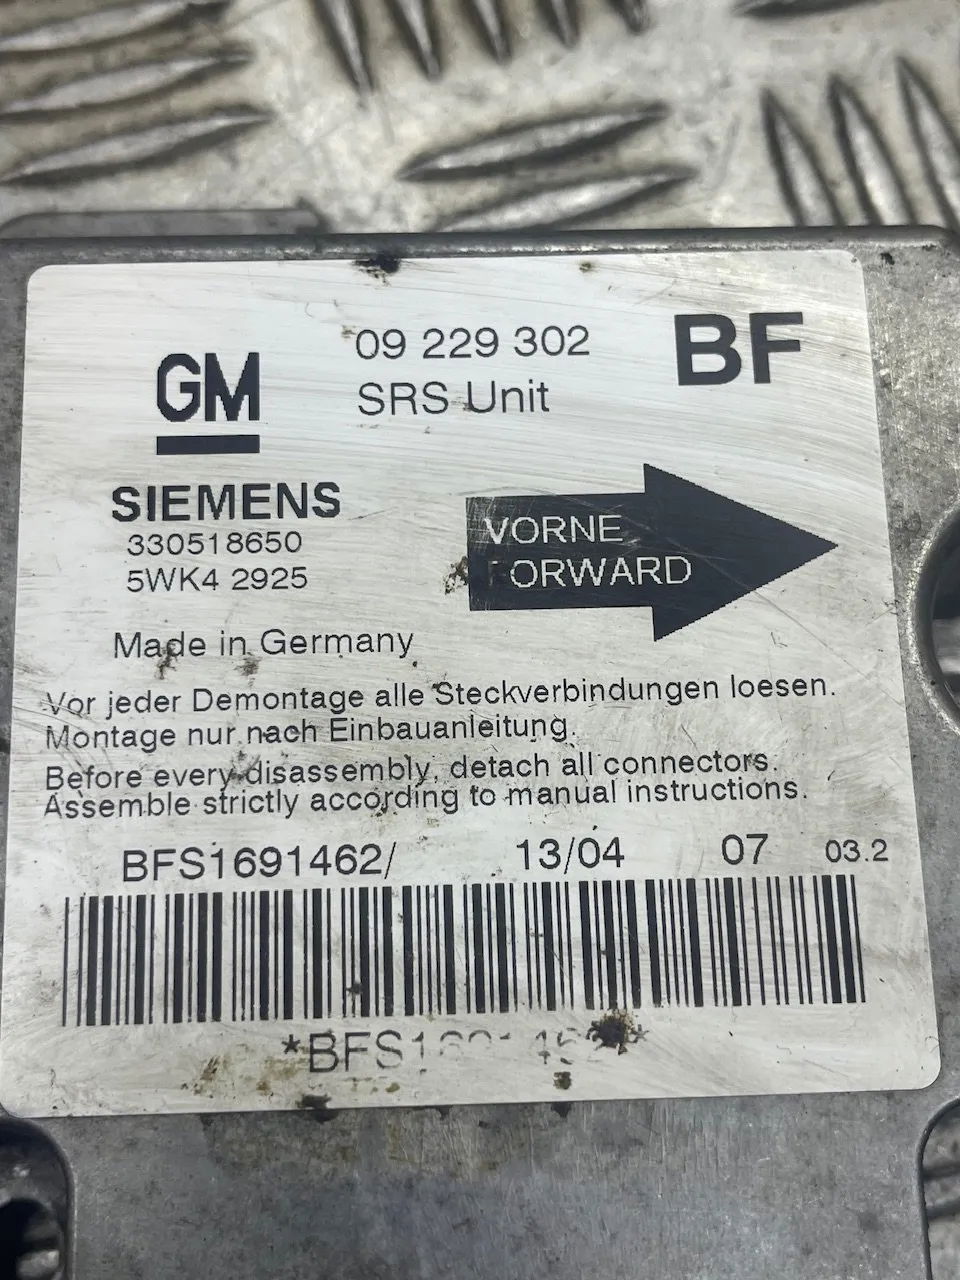 09 229 302
BF
GM
SRS Unit
SIEMENS
330518650
5WK4 2925
VORNE
FORWARD
Made in Germany
Vor jeder Demontage alle Steckverbindungen loesen.
Montage nur nach Einbauanleitung.
Before every disassembly, detach all connectors.
Assemble strictly according to manual instructions.
BFS1691462/ 13/04 07 03.2